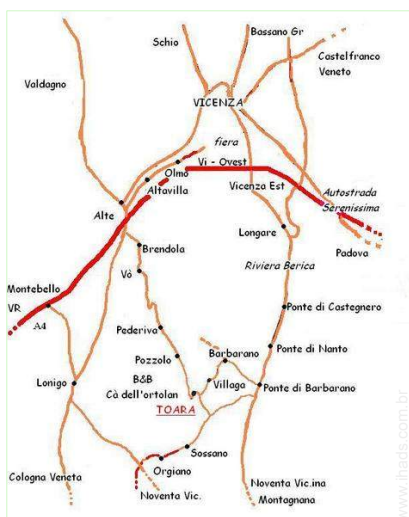 Bassano Gr
Schio
Castelfranco
Veneto
Valdagno
VICENZA
fiera
Olmo
Vi - Ovest
Altavilla
Vicenza Est
Autostrada
Serenissima
Alte
Longare
Padova
Brendola
Riviera Berica
Vò
Montebello
VR
A4
Ponte di Castegnero
Pederiva
Ponte di Nanto
Pozzolo
Barbarano
B&B
Cà dell'ortolan
Villaga
Ponte di Barbarano
Lonigo
TOARA
Sossano
Orgiano
Cologna Veneta
Noventa Vic.
Noventa Vic.ina
Montagnana
www.ihads.com.br